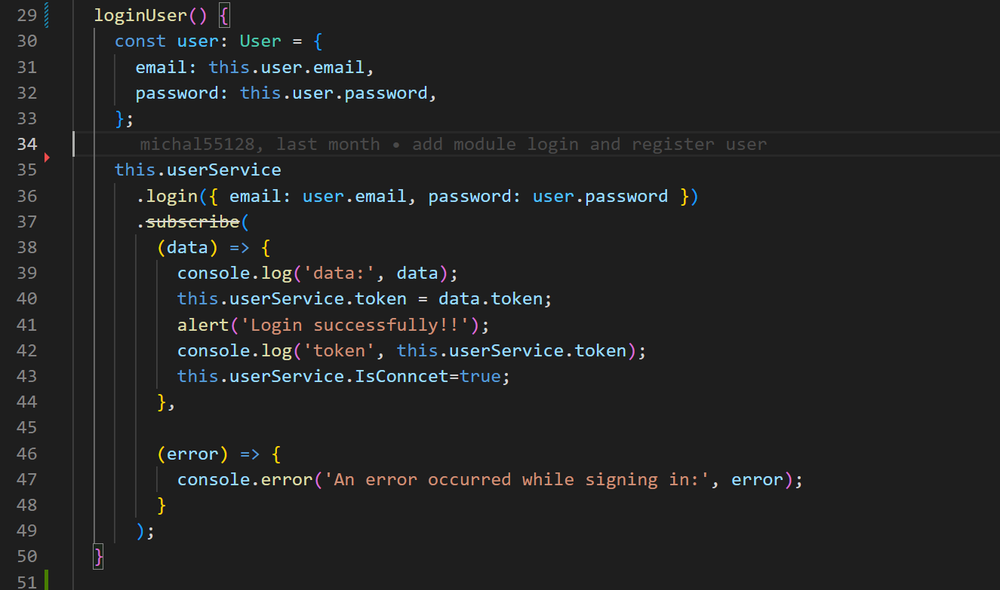 29 loginUser() {
30 const user: User = {
31 email: this.user.email,
32 password: this.user.password,
33 };
34 michal55128, last month • add module login and register user
35 this.userService
36 .login({ email: user.email, password: user.password })
37 .subscribe(
38 (data) => {
39 console.log('data:', data);
40 this.userService.token = data.token;
41 alert('Login successfully!!');
42 console.log('token', this.userService.token);
43 this.userService.IsConncet=true;
44 },
45
46 (error) => {
47 console.error('An error occurred while signing in:', error);
48 }
49 );
50 }
51